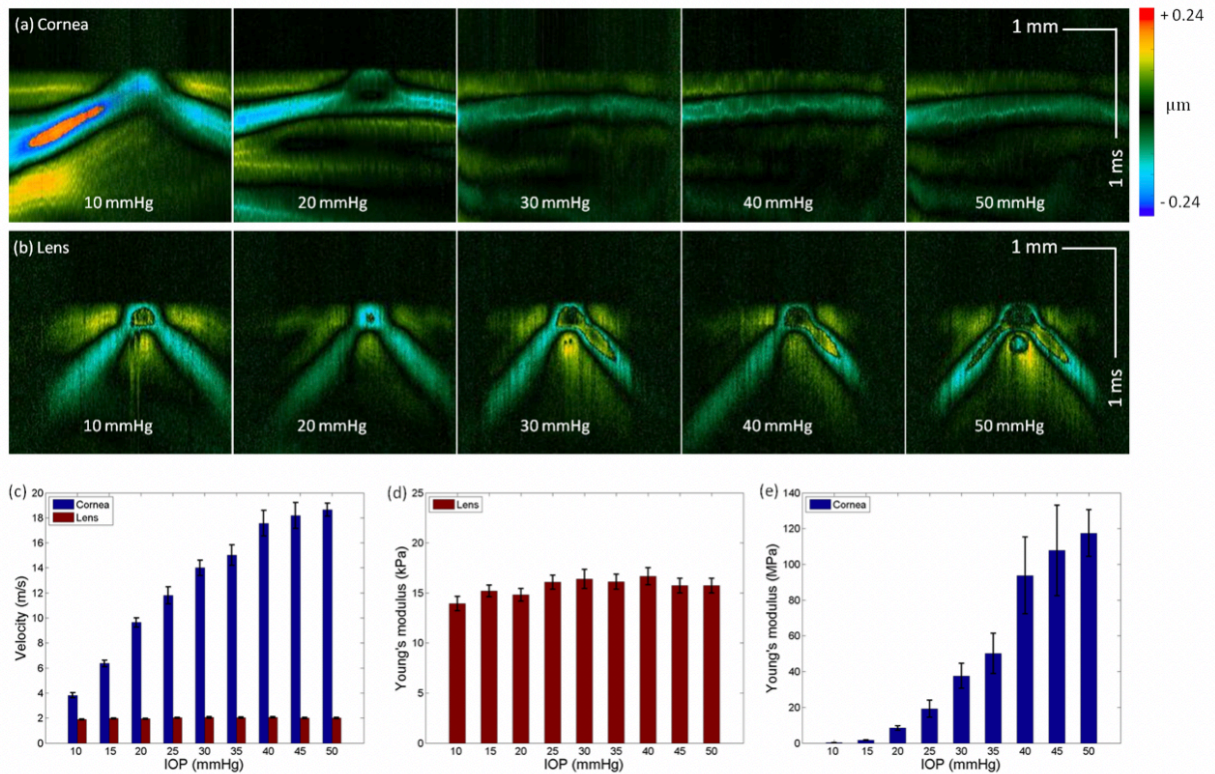 (a) Cornea
1 mm
1 ms
10 mmHg
20 mmHg
30 mmHg
40 mmHg
50 mmHg
+ 0.24
µm
- 0.24
(b) Lens
1 mm
1 ms
10 mmHg
20 mmHg
30 mmHg
40 mmHg
50 mmHg
(c)
Cornea
Lens
Velocity (m/s)
20
18
16
14
12
10
8
6
4
2
0
10 15 20 25 30 35 40 45 50
IOP (mmHg)
(d)
Lens
Young's modulus (kPa)
25
20
15
10
5
0
10 15 20 25 30 35 40 45 50
IOP (mmHg)
(e)
Cornea
Young's modulus (MPa)
140
120
100
80
60
40
20
0
10 15 20 25 30 35 40 45 50
IOP (mmHg)